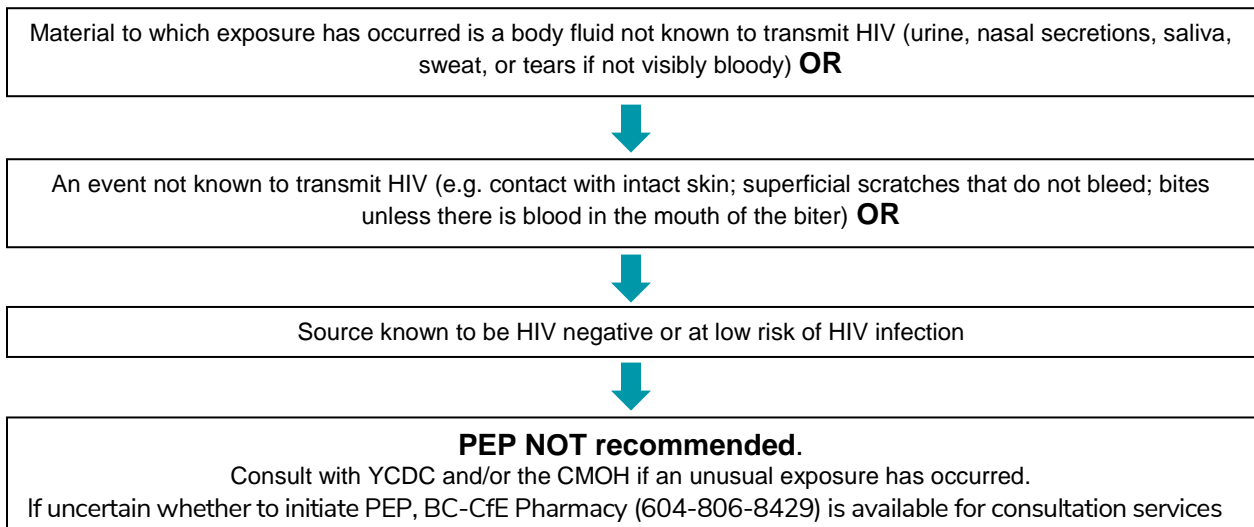 Material to which exposure has occurred is a body fluid not known to transmit HIV (urine, nasal secretions, saliva,
sweat, or tears if not visibly bloody) OR
An event not known to transmit HIV (e.g. contact with intact skin; superficial scratches that do not bleed; bites
unless there is blood in the mouth of the biter) OR
Source known to be HIV negative or at low risk of HIV infection
PEP NOT recommended.
Consult with YCDC and/or the CMOH if an unusual exposure has occurred.
If uncertain whether to initiate PEP, BC-CfE Pharmacy (604-806-8429) is available for consultation services